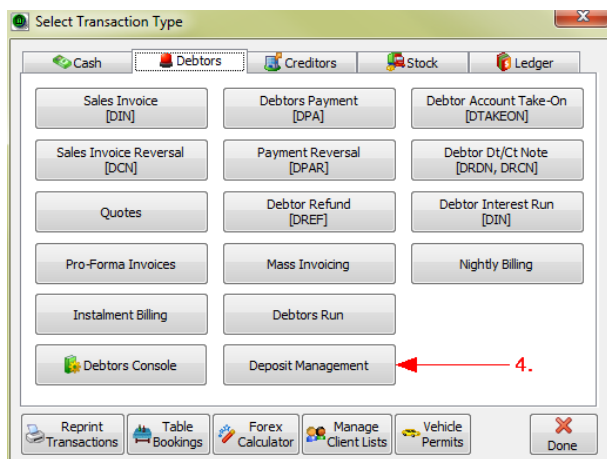 Select Transaction Type
x
Cash Debtors Creditors Stock Ledger
Sales Invoice
[DIN]
Debtors Payment
[DPA]
Debtor Account Take-On
[DTAKEON]
Sales Invoice Reversal
[DCN]
Payment Reversal
[DPAR]
Debtor Dt/Ct Note
[DRDN, DRCN]
Quotes
Debtor Refund
[DREF]
Debtor Interest Run
[DIN]
Pro-Forma Invoices
Mass Invoicing
Nightly Billing
Instalment Billing
Debtors Run
Debtors Console
Deposit Management
4.
Reprint
Transactions
Table
Bookings
Forex
Calculator
Manage
Client Lists
Vehicle
Permits
Done